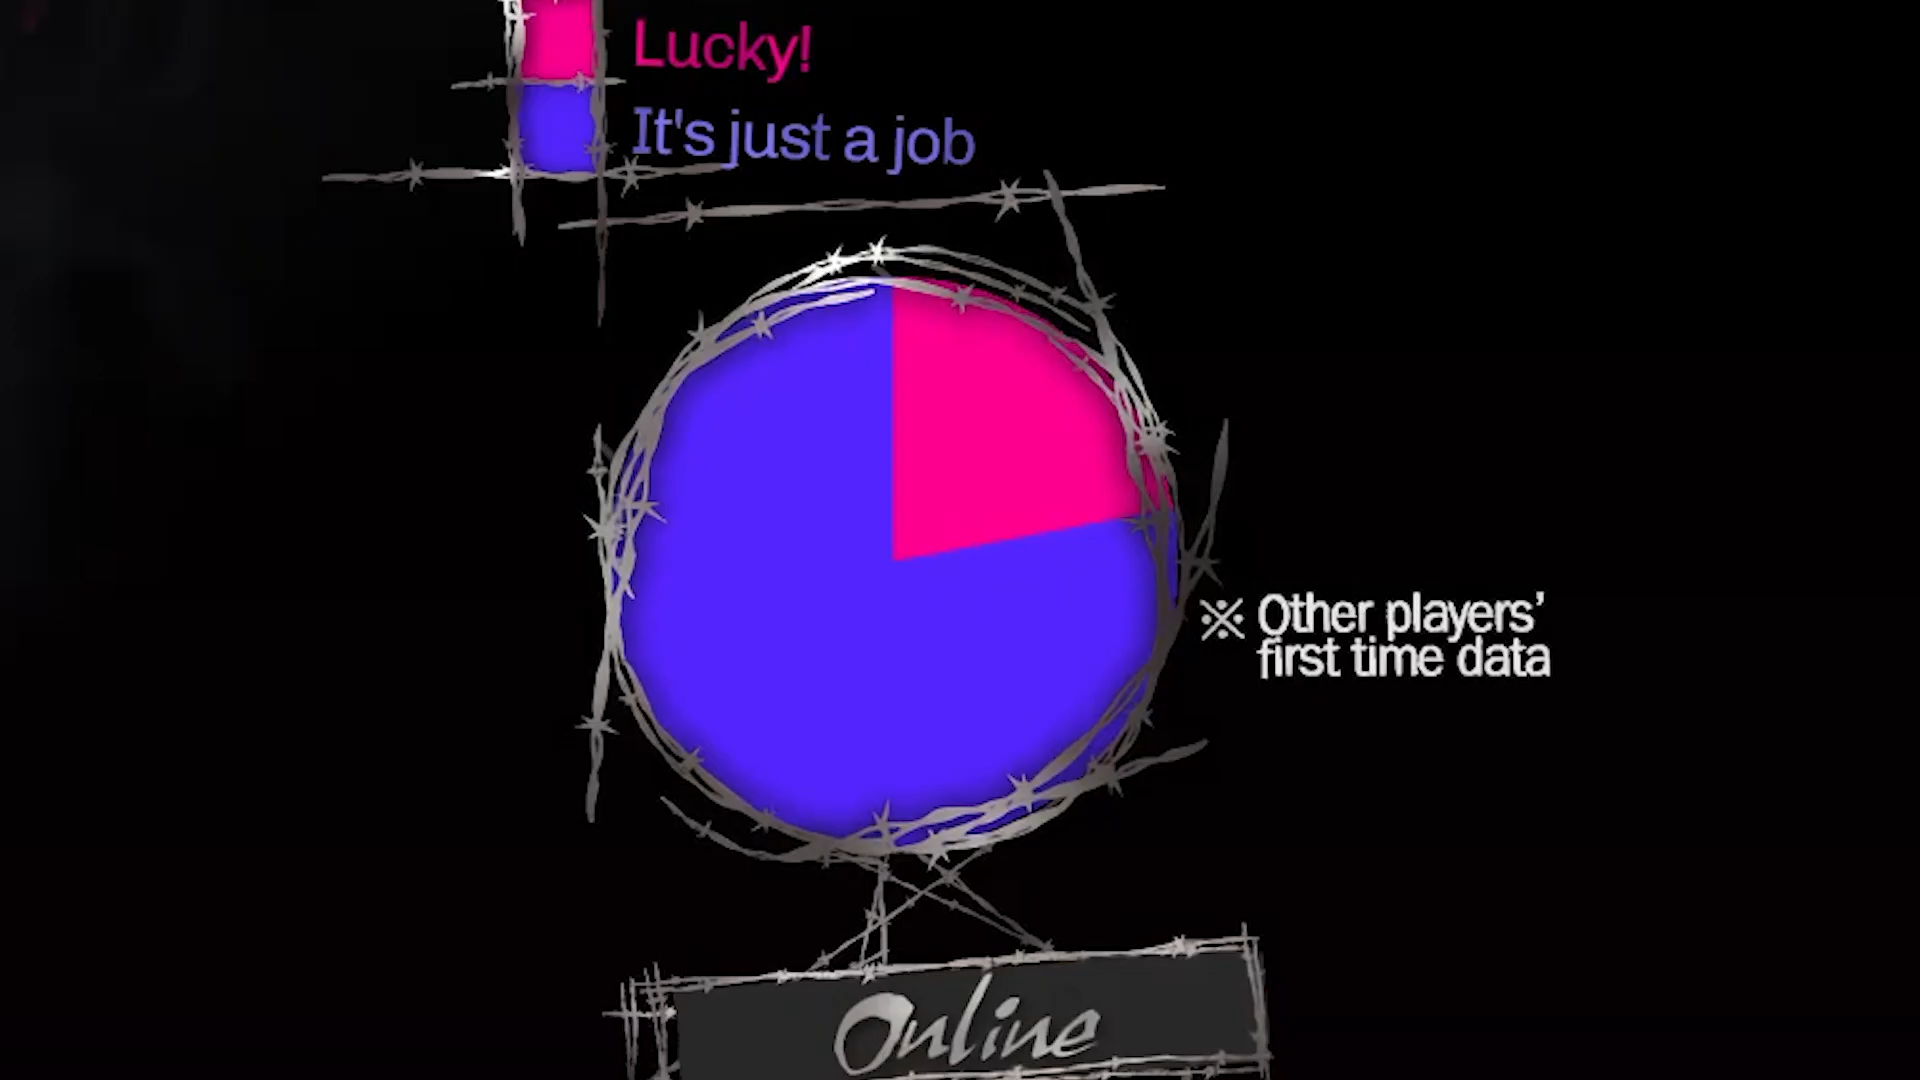 Lucky!
It's just a job
※ Other players’
first time data
Online